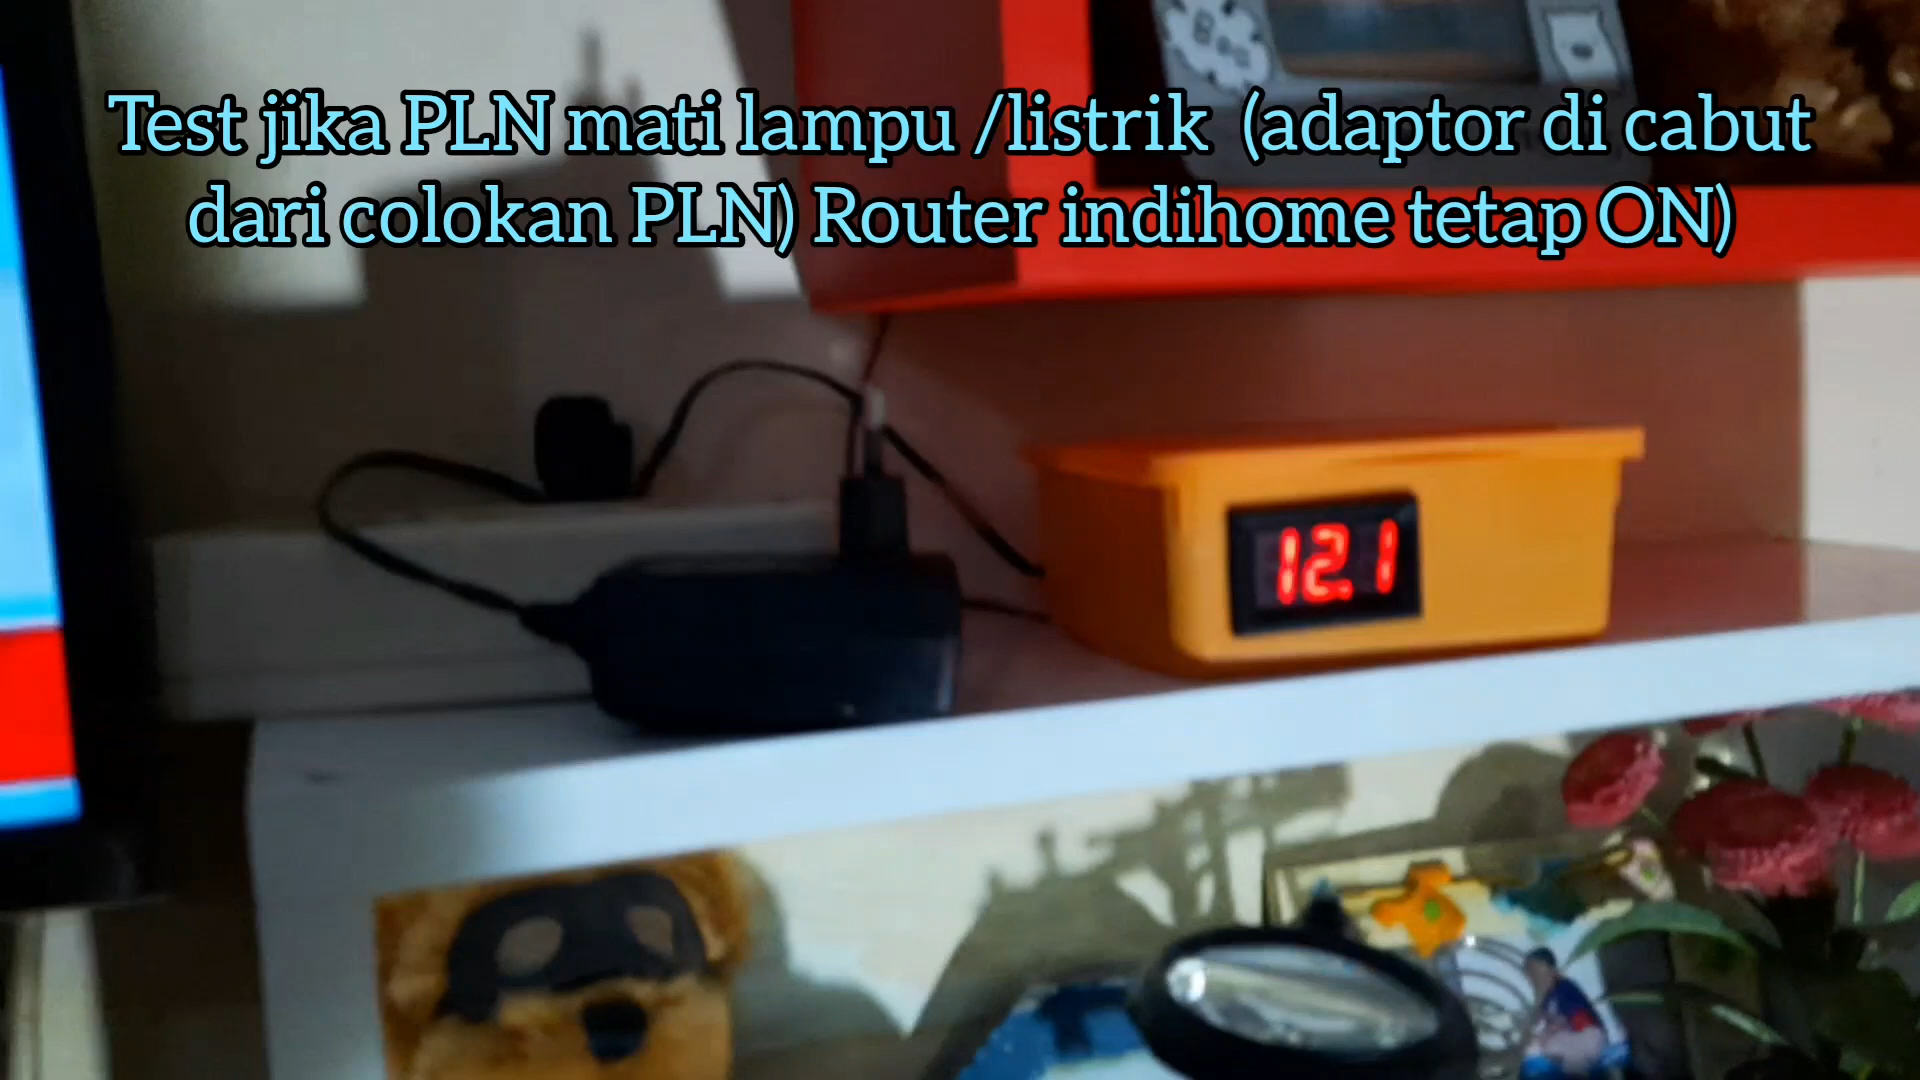 Test jika PLN mati lampu /listrik (adaptor di cabut
dari colokan PLN) Router indihome tetap ON)
12.1